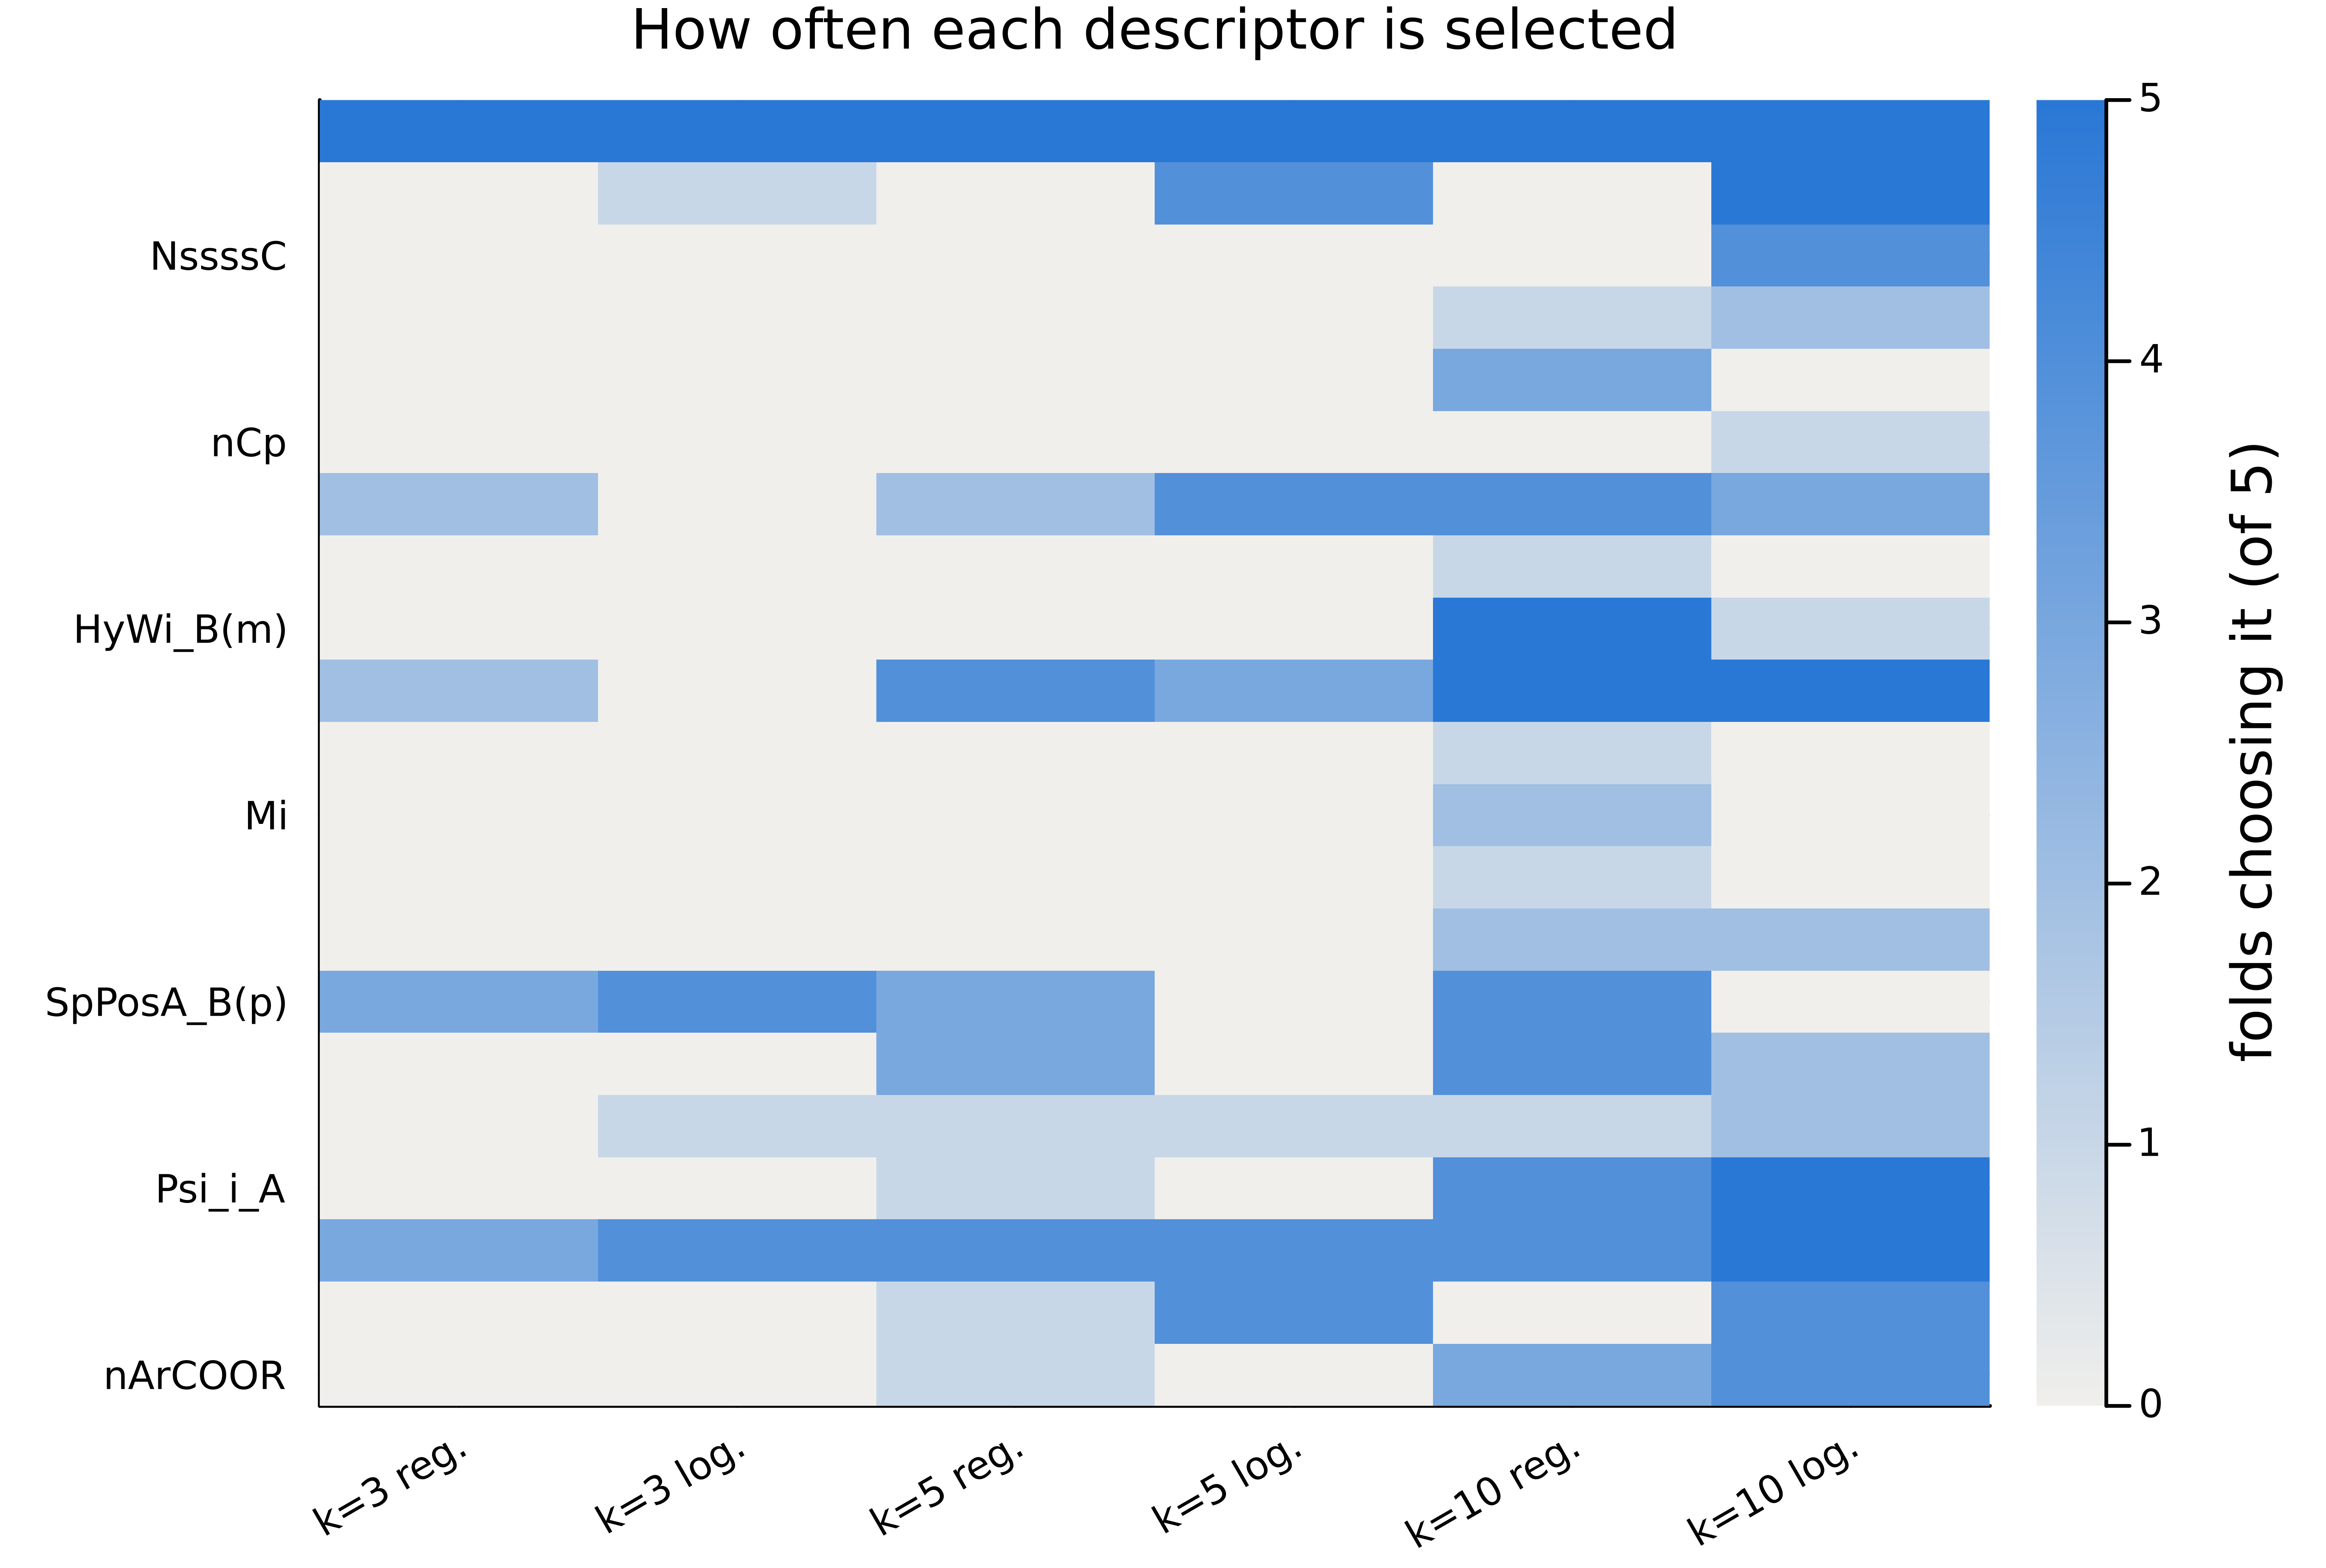 How often each descriptor is selected
NssssC
nCp
HyWi_B(m)
Mi
SpPosA_B(p)
Psi_i_A
nArCOOR
k=3 reg.
k=3 log.
k=5 reg.
k=5 log.
k=10 reg.
k=10 log.
5
4
3
2
1
0
folds choosing it (of 5)